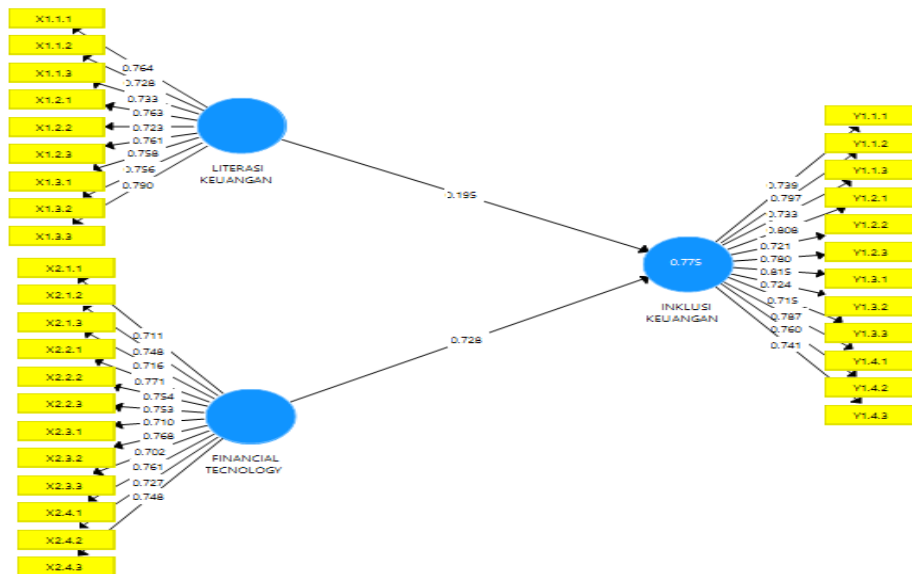 X1.1.1
X1.1.2
X1.1.3
X1.2.1
X1.2.2
X1.2.3
X1.3.1
X1.3.2
X1.3.3
0.764
0.728
0.733
0.763
0.723
0.761
0.758
0.756
0.790
LITERASI
KEUANGAN
0.195
X2.1.1
X2.1.2
X2.1.3
X2.2.1
X2.2.2
X2.2.3
X2.3.1
X2.3.2
X2.3.3
X2.4.1
X2.4.2
X2.4.3
0.711
0.748
0.716
0.771
0.754
0.753
0.710
0.768
0.702
0.761
0.727
0.748
FINANCIAL
TECNOLOGY
0.728
0.775
INKLUSI
KEUANGAN
0.739
0.797
0.733
0.808
0.721
0.780
0.815
0.724
0.715
0.787
0.760
0.741
Y1.1.1
Y1.1.2
Y1.1.3
Y1.2.1
Y1.2.2
Y1.2.3
Y1.3.1
Y1.3.2
Y1.3.3
Y1.4.1
Y1.4.2
Y1.4.3